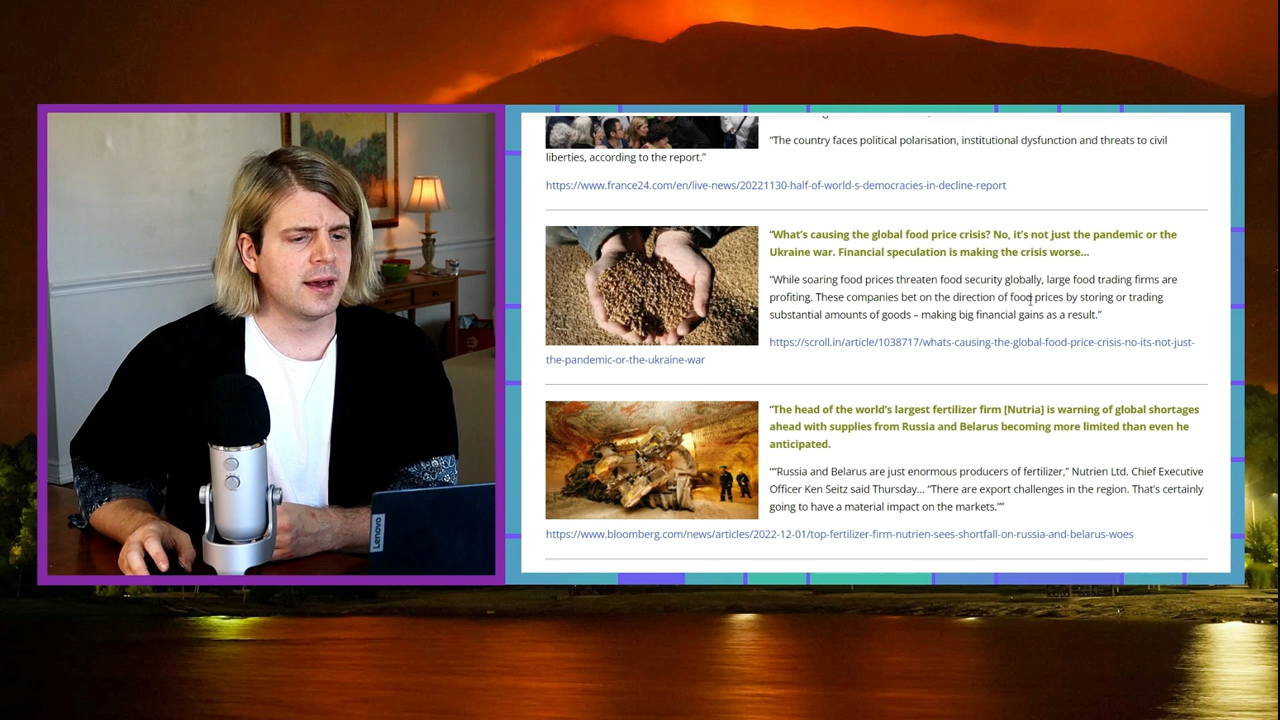 “The country faces political polarisation, institutional dysfunction and threats to civil
liberties, according to the report.”
https://www.france24.com/en/live-news/20221130-half-of-world-s-democracies-in-decline-report
“What’s causing the global food price crisis? No, it’s not just the pandemic or the
Ukraine war. Financial speculation is making the crisis worse…
“While soaring food prices threaten food security globally, large food trading firms are
profiting. These companies bet on the direction of food prices by storing or trading
substantial amounts of goods – making big financial gains as a result.”
https://scroll.in/article/1038717/whats-causing-the-global-food-price-crisis-no-its-not-just-
the-pandemic-or-the-ukraine-war
“The head of the world’s largest fertilizer firm [Nutria] is warning of global shortages
ahead with supplies from Russia and Belarus becoming more limited than even he
anticipated.
““Russia and Belarus are just enormous producers of fertilizer,” Nutrien Ltd. Chief Executive
Officer Ken Seitz said Thursday… “There are export challenges in the region. That’s certainly
going to have a material impact on the markets.””
https://www.bloomberg.com/news/articles/2022-12-01/top-fertilizer-firm-nutrien-sees-shortfall-on-russia-and-belarus-woes
Lenovo